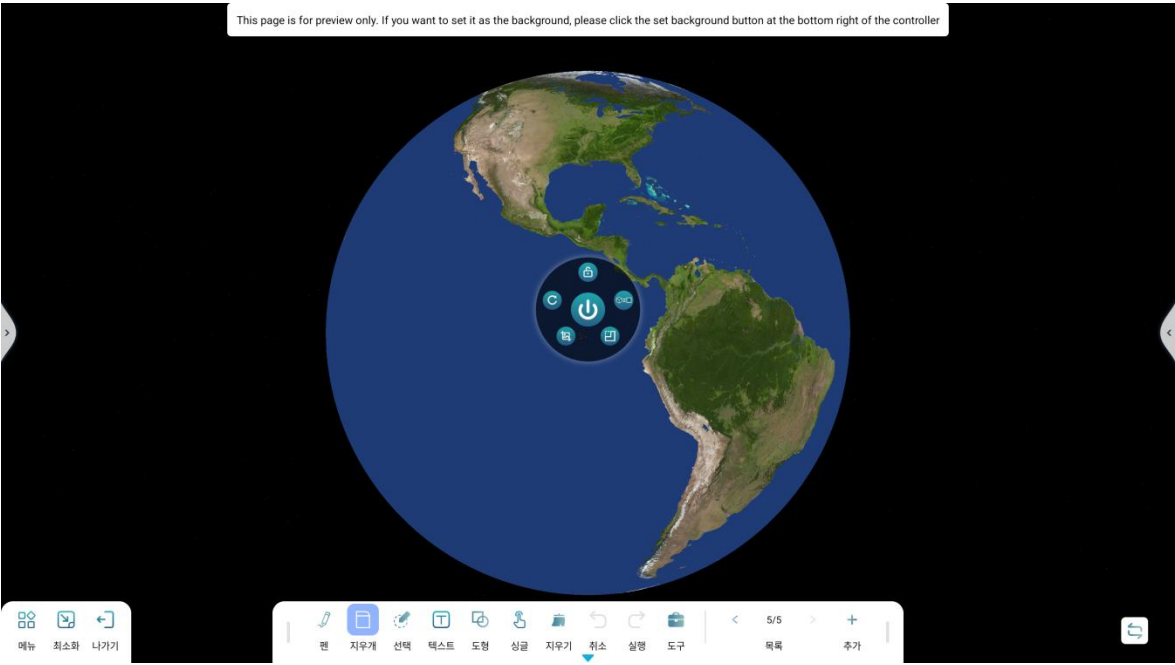 This page is for preview only. If you want to set it as the background, please click the set background button at the bottom right of the controller
메뉴 최소화 나가기
펜 지우개 선택 텍스트 도형 싱글 지우기 취소 실행 도구
< 5/5 > +
목록 추가